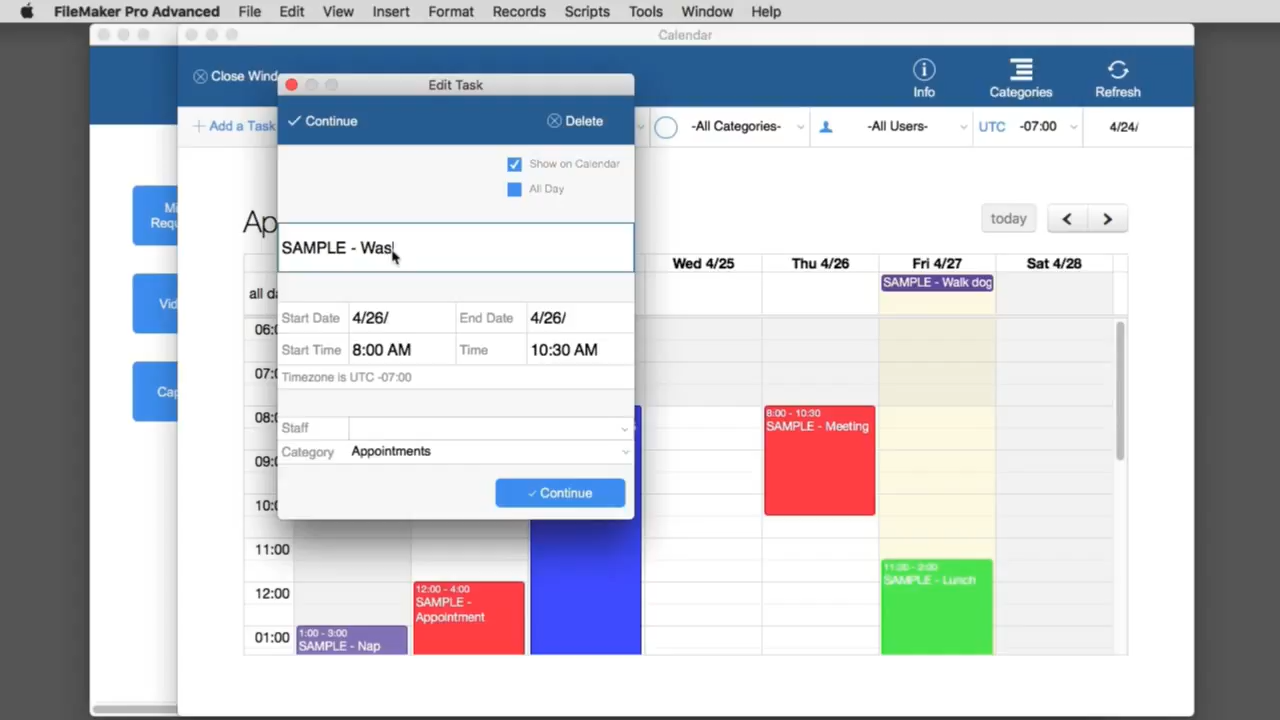 FileMaker Pro Advanced File Edit View Insert Format Records Scripts Tools Window Help
Calendar
Close Wind
Info
Categories
Refresh
+ Add a Task
-All Categories-
-All Users-
UTC -07:00
4/24/
Ap
today
Wed 4/25
Thu 4/26
Fri 4/27
Sat 4/28
all da
SAMPLE - Walk dog
06:0
07:0
08:0
09:0
10:0
11:00
12:00
01:00
8:00 - 10:30
SAMPLE - Meeting
11:30 - 2:00
SAMPLE - Lunch
12:00 - 4:00
SAMPLE -
Appointment
1:00 - 3:00
SAMPLE - Nap
Edit Task
Continue
Delete
Show on Calendar
All Day
SAMPLE - Was
Start Date 4/26/
End Date 4/26/
Start Time 8:00 AM
Time 10:30 AM
Timezone is UTC -07:00
Staff
Category Appointments
Continue
Mi
Requ
Vid
Cap